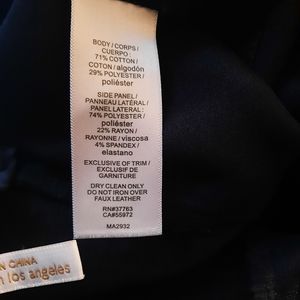 BODY / CORPS /
CUERPO :
71% COTTON /
COTON / algodón
29% POLYESTER /
poliéster
SIDE PANEL /
PANNEAU LATÉRAL /
PANEL LATERAL :
74% POLYESTER /
poliéster
22% RAYON /
RAYONNE / viscosa
4% SPANDEX /
elastano
EXCLUSIVE OF TRIM /
EXCLUSIF DE
GARNITURE
DRY CLEAN ONLY
DO NOT IRON OVER
FAUX LEATHER
RN#37763
CA#55972
MA2932
N CHINA
los angeles